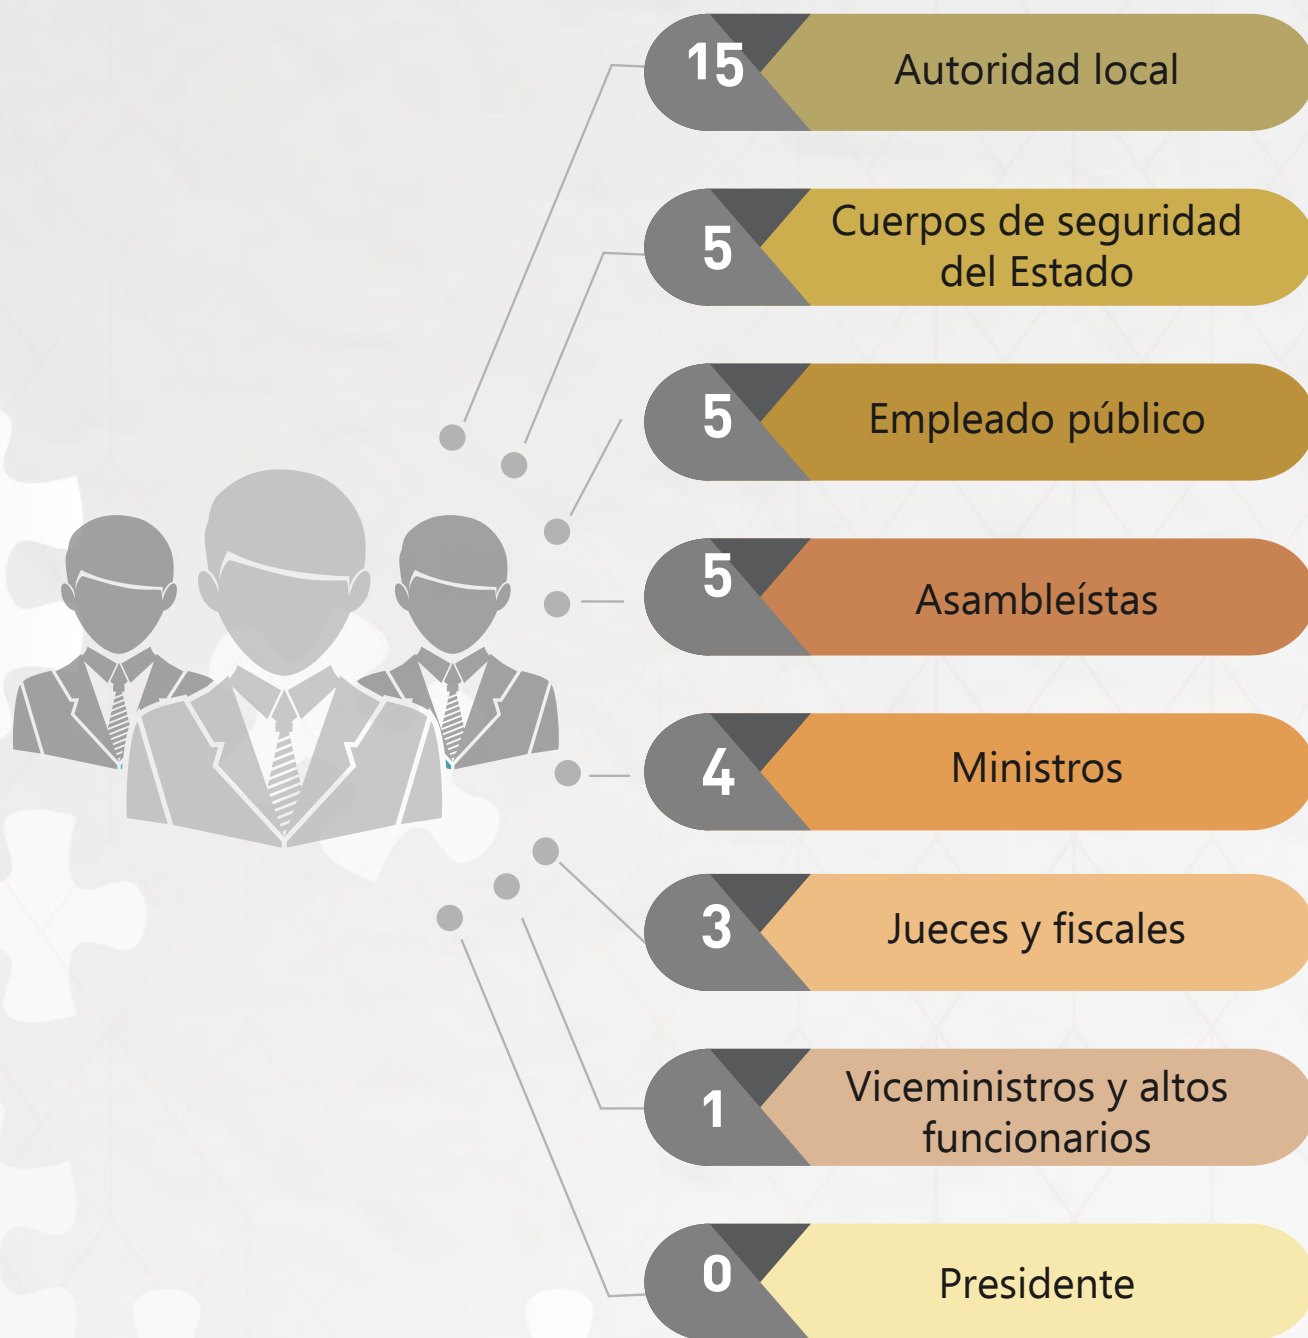 15
Autoridad local
5
Cuerpos de seguridad
del Estado
5
Empleado público
5
Asambleístas
4
Ministros
3
Jueces y fiscales
1
Viceministros y altos
funcionarios
0
Presidente